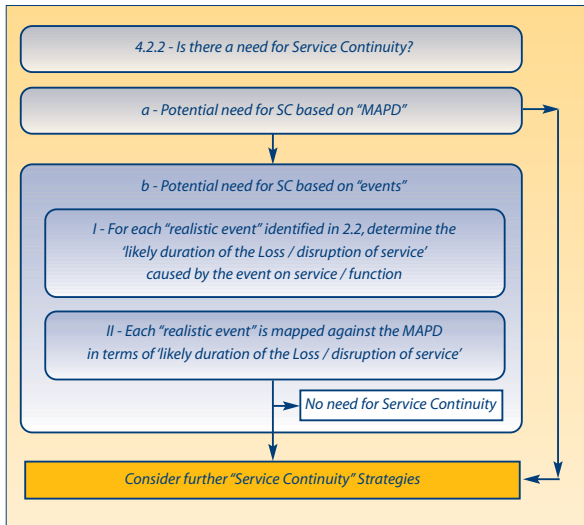 4.2.2 - Is there a need for Service Continuity?
a - Potential need for SC based on "MAPD"
b - Potential need for SC based on "events"
I - For each "realistic event" identified in 2.2, determine the
'likely duration of the Loss / disruption of service'
caused by the event on service / function
II - Each "realistic event" is mapped against the MAPD
in terms of 'likely duration of the Loss / disruption of service'
No need for Service Continuity
Consider further "Service Continuity" Strategies